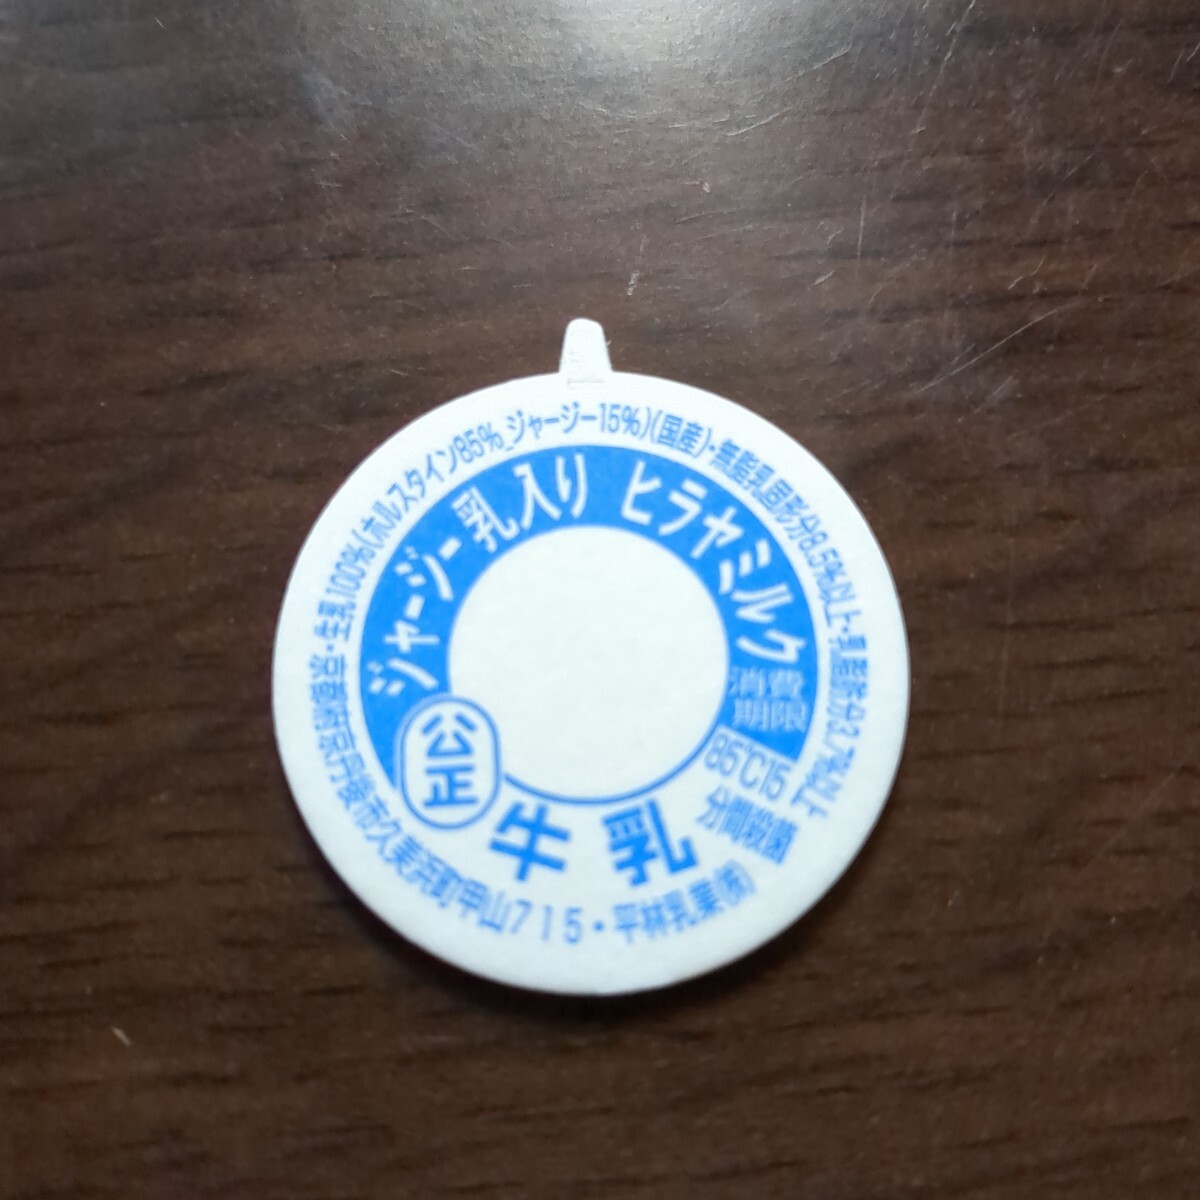 生乳100%(ホルスタイン85%_ジャージー15%)(国産)・無脂乳固形分8.5%以上・乳脂肪分3.7%以上
ジャージー乳入り ヒラヤミルク
消費
期限
公正
85℃15
分間殺菌
牛乳
京丹後市久美浜町甲山715・平林乳業㈱